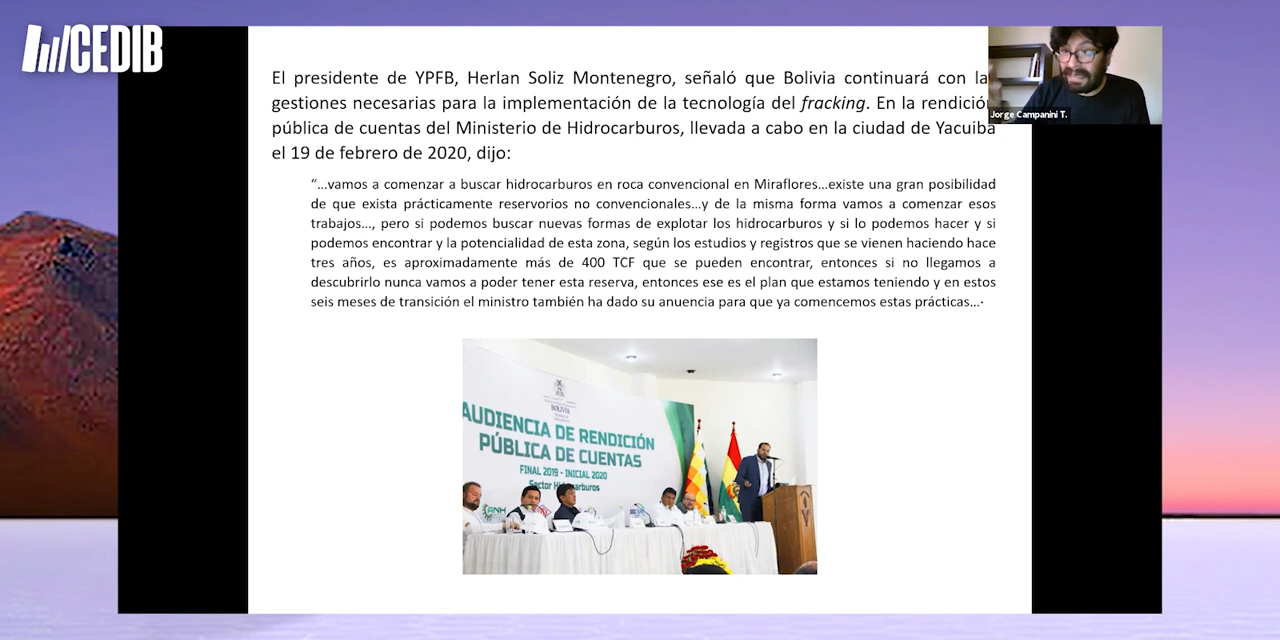 CEDIB
El presidente de YPFB, Herlan Soliz Montenegro, señaló que Bolivia continuará con la
gestiones necesarias para la implementación de la tecnología del fracking. En la rendición
pública de cuentas del Ministerio de Hidrocarburos, llevada a cabo en la ciudad de Yacuiba
el 19 de febrero de 2020, dijo:
Jorge Campanini T.
“…vamos a comenzar a buscar hidrocarburos en roca convencional en Miraflores…existe una gran posibilidad
de que exista prácticamente reservorios no convencionales…y de la misma forma vamos a comenzar esos
trabajos…, pero si podemos buscar nuevas formas de explotar los hidrocarburos y si lo podemos hacer y si
podemos encontrar y la potencialidad de esta zona, según los estudios y registros que se vienen haciendo hace
tres años, es aproximadamente más de 400 TCF que se pueden encontrar, entonces si no llegamos a
descubrirlo nunca vamos a poder tener esta reserva, entonces ese es el plan que estamos teniendo y en estos
seis meses de transición el ministro también ha dado su anuencia para que ya comencemos estas prácticas…·
BOLIVIA
AUDIENCIA DE RENDICIÓN
PÚBLICA DE CUENTAS
FINAL 2019 - INICIAL 2020
Sector Hidrocarburos
ANH